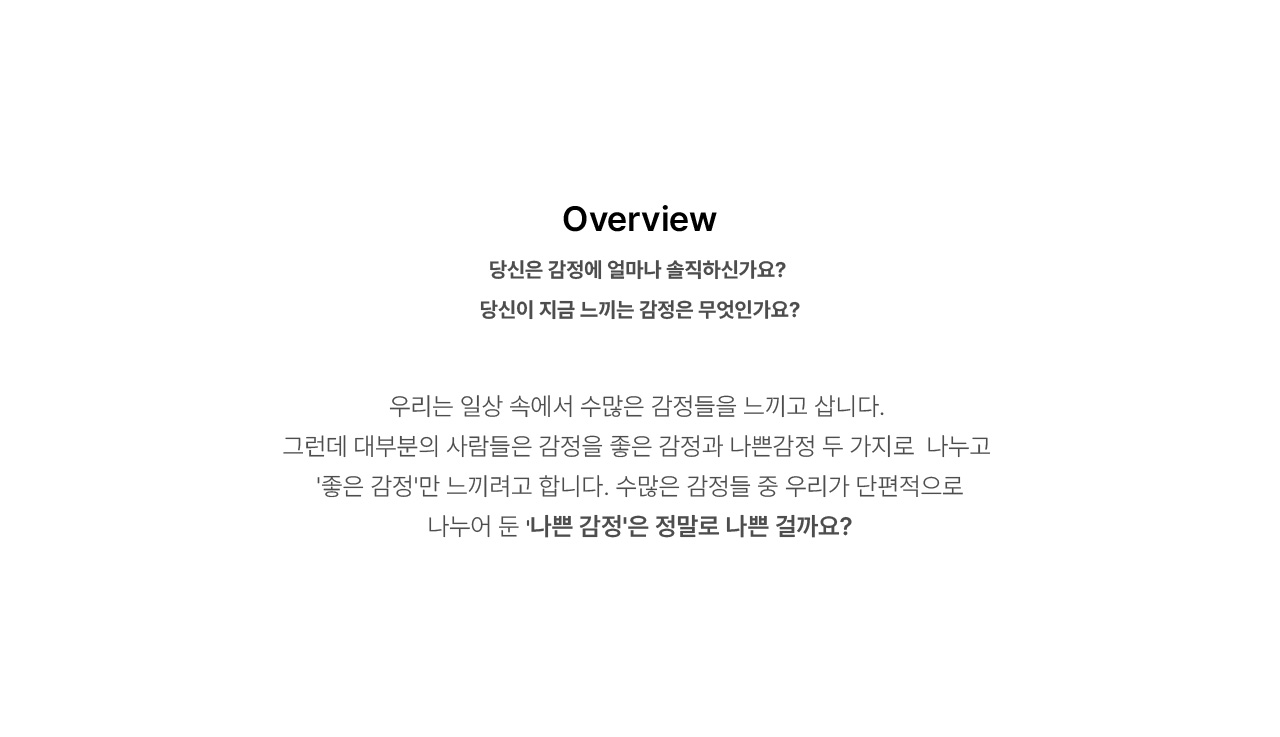 Overview
당신은 감정에 얼마나 솔직하신가요?
당신이 지금 느끼는 감정은 무엇인가요?
우리는 일상 속에서 수많은 감정들을 느끼고 삽니다.
그런데 대부분의 사람들은 감정을 좋은 감정과 나쁜감정 두 가지로  나누고
'좋은 감정'만 느끼려고 합니다. 수많은 감정들 중 우리가 단편적으로
나누어 둔 '나쁜 감정'은 정말로 나쁜 걸까요?